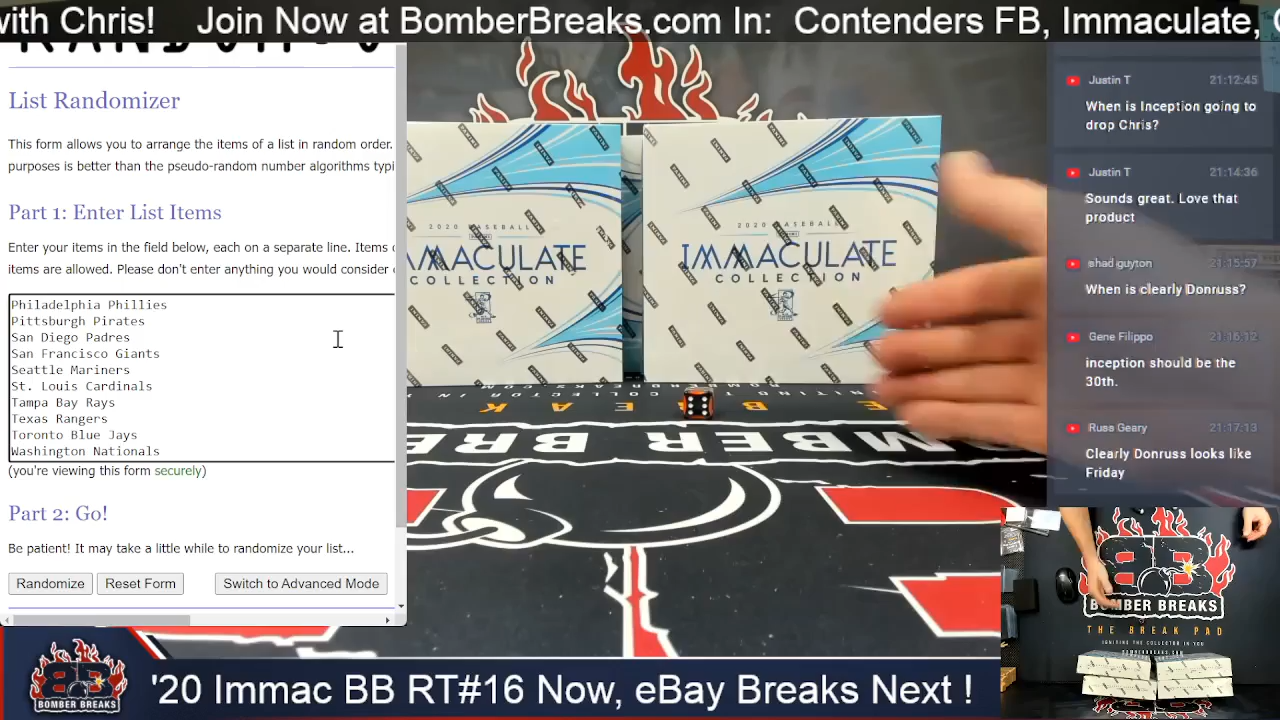 with Chris! Join Now at BomberBreaks.com In: Contenders FB, Immaculate,
List Randomizer
This form allows you to arrange the items of a list in random order.
purposes is better than the pseudo-random number algorithms typi
Part 1: Enter List Items
Enter your items in the field below, each on a separate line. Items
items are allowed. Please don't enter anything you would consider
Philadelphia Phillies
Pittsburgh Pirates
San Diego Padres
San Francisco Giants
Seattle Mariners
St. Louis Cardinals
Tampa Bay Rays
Texas Rangers
Toronto Blue Jays
Washington Nationals
(you're viewing this form securely)
Part 2: Go!
Be patient! It may take a little while to randomize your list...
Randomize Reset Form Switch to Advanced Mode
2020 BASEBALL
IMMACULATE
COLLECTION
2020 BASEBALL
PANINI
IMMACULATE
COLLECTION
Justin T 21:12:45
When is Inception going to
drop Chris?
Justin T 21:14:36
Sounds great. Love that
product
shad guyton 21:15:57
When is clearly Donruss?
Gene Filippo 21:16:12
inception should be the
30th.
Russ Geary 21:17:13
Clearly Donruss looks like
Friday
BOMBER BREAKS
THE BREAK PAD
IGNITING THE COLLECTOR IN YOU
BOMBER BREAKS
'20 Immac BB RT#16 Now, eBay Breaks Next !